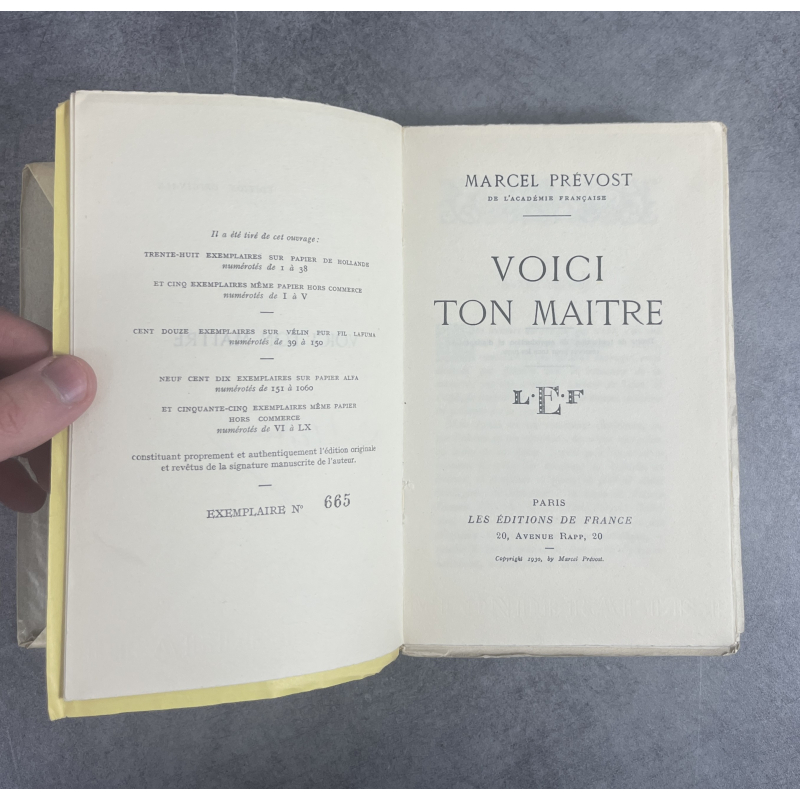 Il a été tiré de cet ouvrage :
TRENTE-HUIT EXEMPLAIRES SUR PAPIER DE HOLLANDE
numérotés de 1 à 38
ET CINQ EXEMPLAIRES MÊME PAPIER HORS COMMERCE
numérotés de I à V
CENT DOUZE EXEMPLAIRES SUR VÉLIN PUR FIL LAFUMA
numérotés de 39 à 150
NEUF CENT DIX EXEMPLAIRES SUR PAPIER ALFA
numérotés de 151 à 1060
ET CINQUANTE-CINQ EXEMPLAIRES MÊME PAPIER
HORS COMMERCE
numérotés de VI à LX
constituant proprement et authentiquement l'édition originale
et revêtus de la signature manuscrite de l'auteur.
EXEMPLAIRE N° 665
MARCEL PRÉVOST
DE L'ACADÉMIE FRANÇAISE
VOICI
TON MAITRE
L·E·F
PARIS
LES ÉDITIONS DE FRANCE
20, AVENUE RAPP, 20
Copyright 1930, by Marcel Prévost.